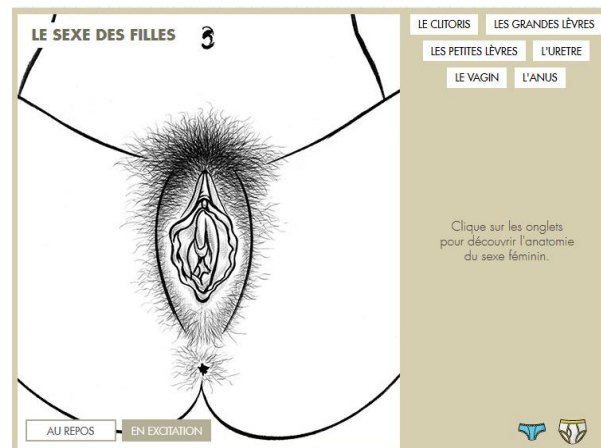 LE SEXE DES FILLES
LE CLITORIS
LES GRANDES LÈVRES
LES PETITES LÈVRES
L'URETRE
LE VAGIN
L'ANUS
Clique sur les onglets
pour découvrir l'anatomie
du sexe féminin.
AU REPOS
EN EXCITATION